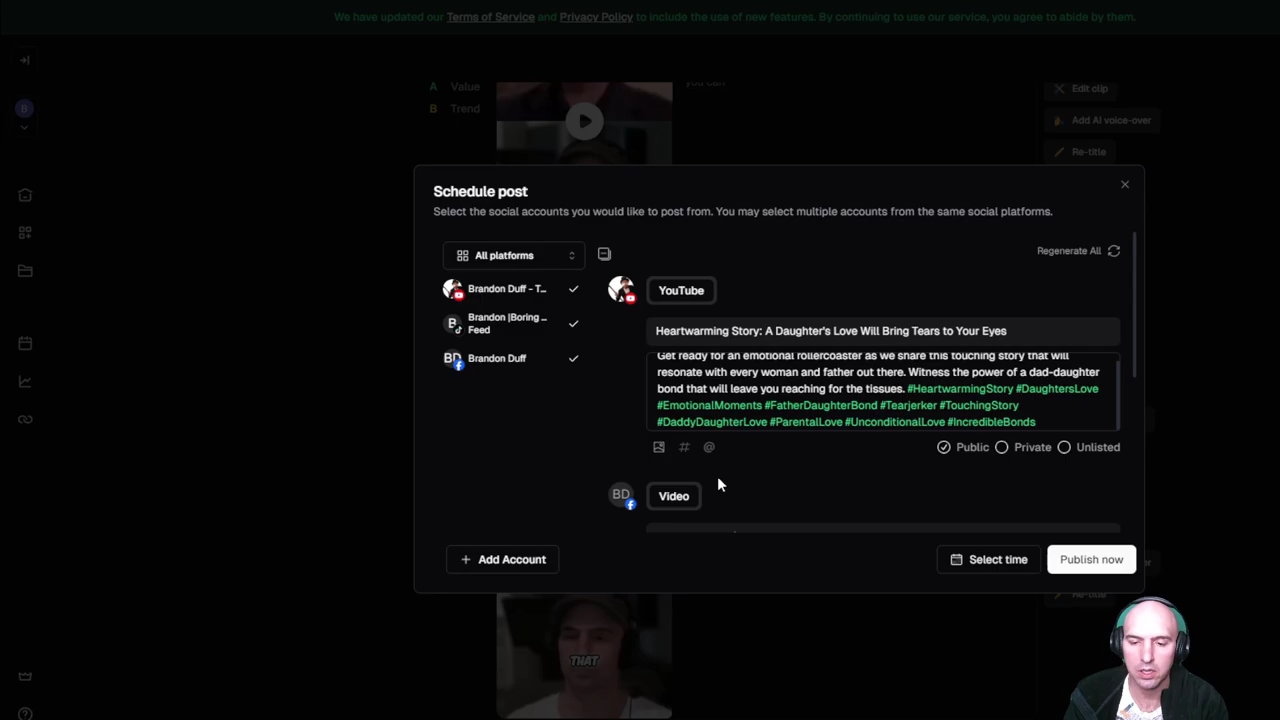 We have updated our Terms of Service and Privacy Policy to include the use of new features. By continuing to use our service, you agree to abide by them.
B
A Value
B Trend
you can
Edit clip
Add AI voice-over
Re-title
Schedule post
Select the social accounts you would like to post from. You may select multiple accounts from the same social platforms.
All platforms
Regenerate All
Brandon Duff - T...
YouTube
B
Brandon |Boring ...
Feed
Heartwarming Story: A Daughter's Love Will Bring Tears to Your Eyes
BD
Brandon Duff
Get ready for an emotional rollercoaster as we share this touching story that will
resonate with every woman and father out there. Witness the power of a dad-daughter
bond that will leave you reaching for the tissues. #HeartwarmingStory #DaughtersLove
#EmotionalMoments #FatherDaughterBond #Tearjerker #TouchingStory
#DaddyDaughterLove #ParentalLove #UnconditionalLove #IncredibleBonds
# @
Public Private Unlisted
BD
Video
+ Add Account
Select time
Publish now
THAT